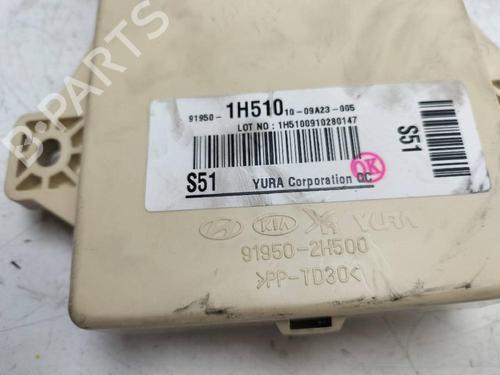 B-PARTS
91950- 1H510 10-09A23-005
LOT NO : 1H5100910280147
S51
S51 YURA Corporation QC
OK
KIA YURA
91950-2H500
>PP-TD30<